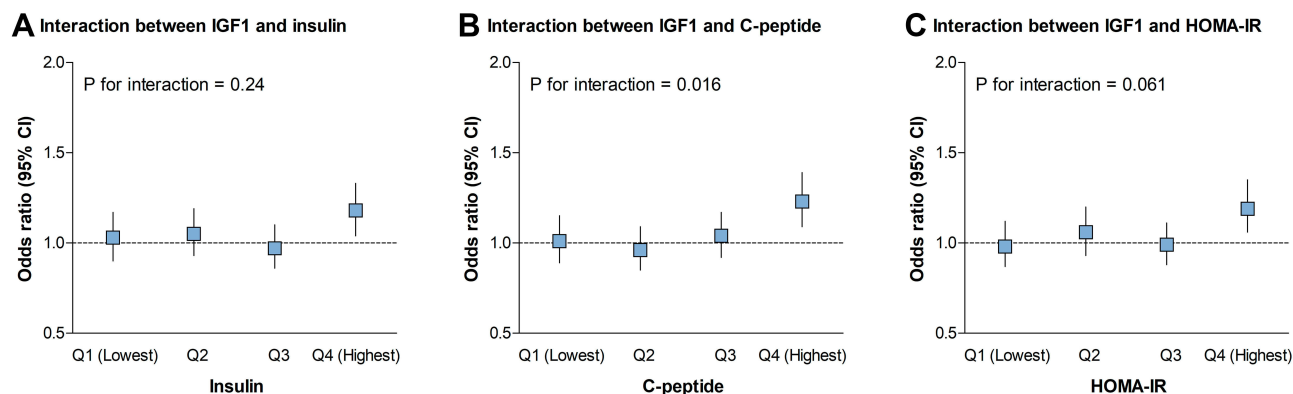 A Interaction between IGF1 and insulin
P for interaction = 0.24
Odds ratio (95% CI)
2.0
1.5
1.0
0.5
Q1 (Lowest) Q2 Q3 Q4 (Highest)
Insulin
B Interaction between IGF1 and C-peptide
P for interaction = 0.016
Odds ratio (95% CI)
2.0
1.5
1.0
0.5
Q1 (Lowest) Q2 Q3 Q4 (Highest)
C-peptide
C Interaction between IGF1 and HOMA-IR
P for interaction = 0.061
Odds ratio (95% CI)
2.0
1.5
1.0
0.5
Q1 (Lowest) Q2 Q3 Q4 (Highest)
HOMA-IR